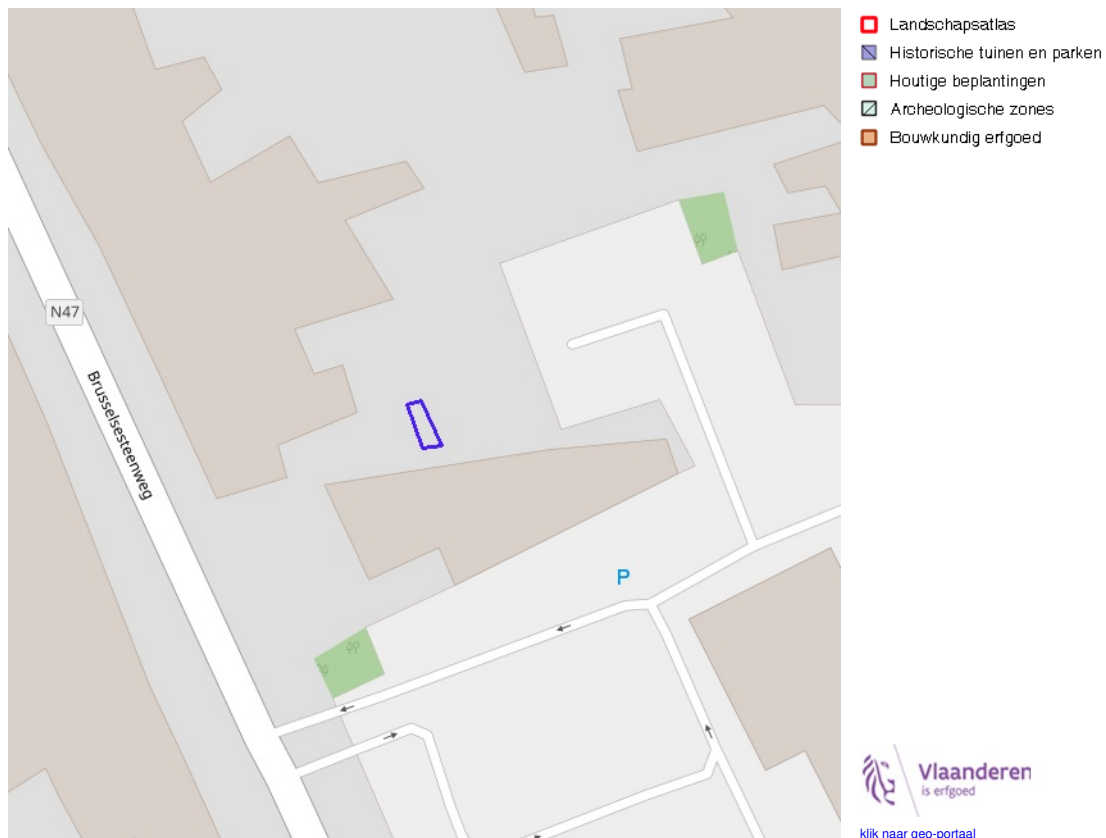 Landschapsatlas
Historische tuinen en parken
Houtige beplantingen
Archeologische zones
Bouwkundig erfgoed
N47
Brusselsesteenweg
P
Vlaanderen
is erfgoed
klik naar geo-portaal